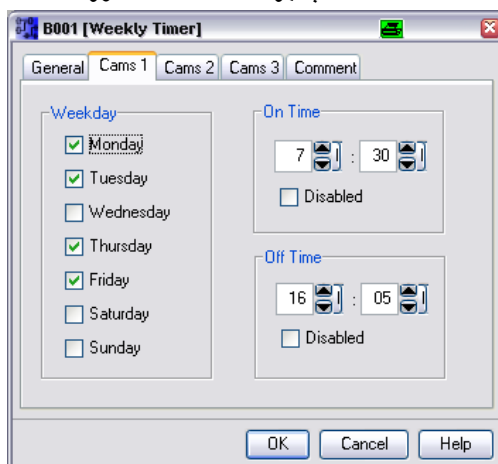 B001 [Weekly Timer]
General Cams 1 Cams 2 Cams 3 Comment
Weekday
Monday
Tuesday
Wednesday
Thursday
Friday
Saturday
Sunday
On Time
7 : 30
Disabled
Off Time
16 : 05
Disabled
OK Cancel Help